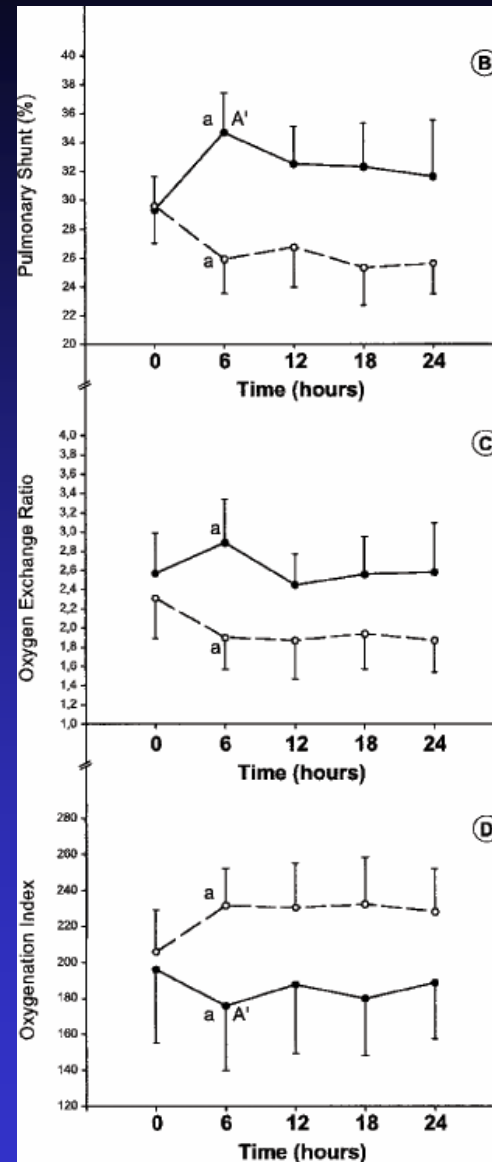 B
Pulmonary Shunt (%)
40
38
36
34
32
30
28
26
24
22
20
a A'
a
0 6 12 18 24
Time (hours)
C
Oxygen Exchange Ratio
4,0
3,8
3,6
3,4
3,2
3,0
2,8
2,6
2,4
2,2
2,0
1,8
1,6
1,4
1,2
1,0
a
a
0 6 12 18 24
Time (hours)
D
Oxygenation Index
280
260
240
220
200
180
160
140
120
a
a A'
0 6 12 18 24
Time (hours)